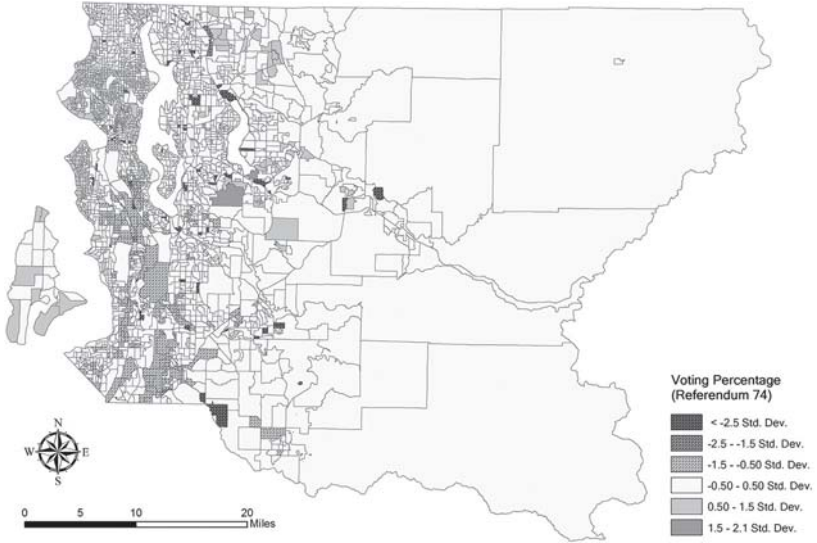 Voting Percentage
(Referendum 74)
< -2.5 Std. Dev.
-2.5 - -1.5 Std. Dev.
-1.5 - -0.50 Std. Dev.
-0.50 - 0.50 Std. Dev.
0.50 - 1.5 Std. Dev.
1.5 - 2.1 Std. Dev.
N
W E
S
0 5 10 20
Miles